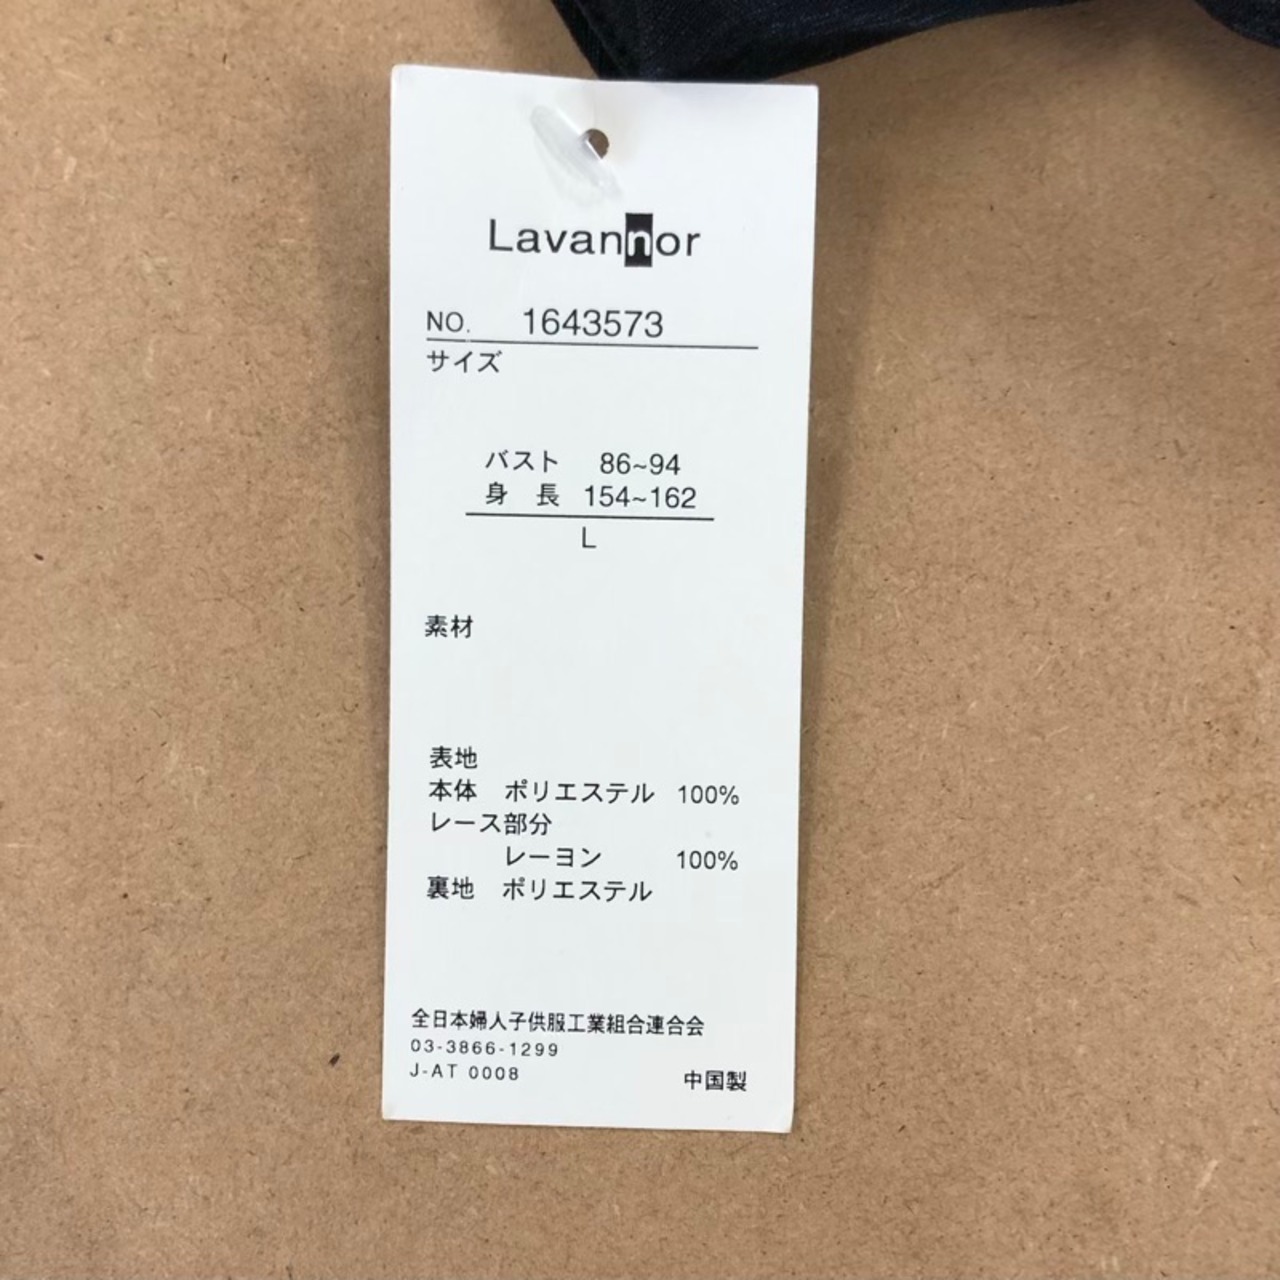 Lavannor
NO. 1643573
サイズ
バスト 86~94
身 長 154~162
L
素材
表地
本体 ポリエステル 100%
レース部分
レーヨン 100%
裏地 ポリエステル
全日本婦人子供服工業組合連合会
03-3866-1299
J-AT 0008
中国製